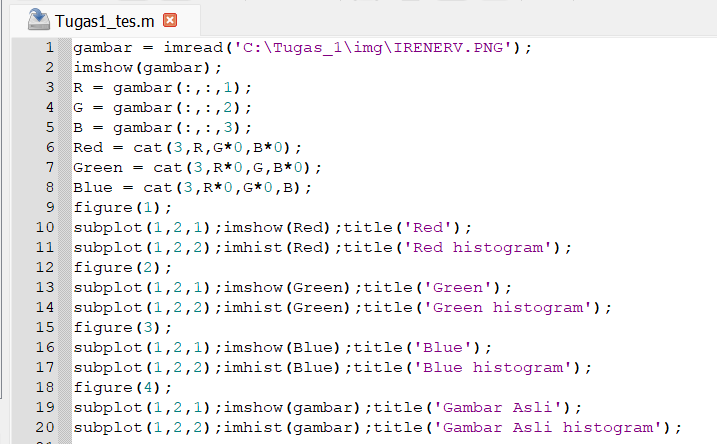 Tugas1_tes.m
1 gambar = imread('C:\Tugas_1\img\IRENERV.PNG');
2 imshow(gambar);
3 R = gambar(:,:,1);
4 G = gambar(:,:,2);
5 B = gambar(:,:,3);
6 Red = cat(3,R,G*0,B*0);
7 Green = cat(3,R*0,G,B*0);
8 Blue = cat(3,R*0,G*0,B);
9 figure(1);
10 subplot(1,2,1);imshow(Red);title('Red');
11 subplot(1,2,2);imhist(Red);title('Red histogram');
12 figure(2);
13 subplot(1,2,1);imshow(Green);title('Green');
14 subplot(1,2,2);imhist(Green);title('Green histogram');
15 figure(3);
16 subplot(1,2,1);imshow(Blue);title('Blue');
17 subplot(1,2,2);imhist(Blue);title('Blue histogram');
18 figure(4);
19 subplot(1,2,1);imshow(gambar);title('Gambar Asli');
20 subplot(1,2,2);imhist(gambar);title('Gambar Asli histogram');